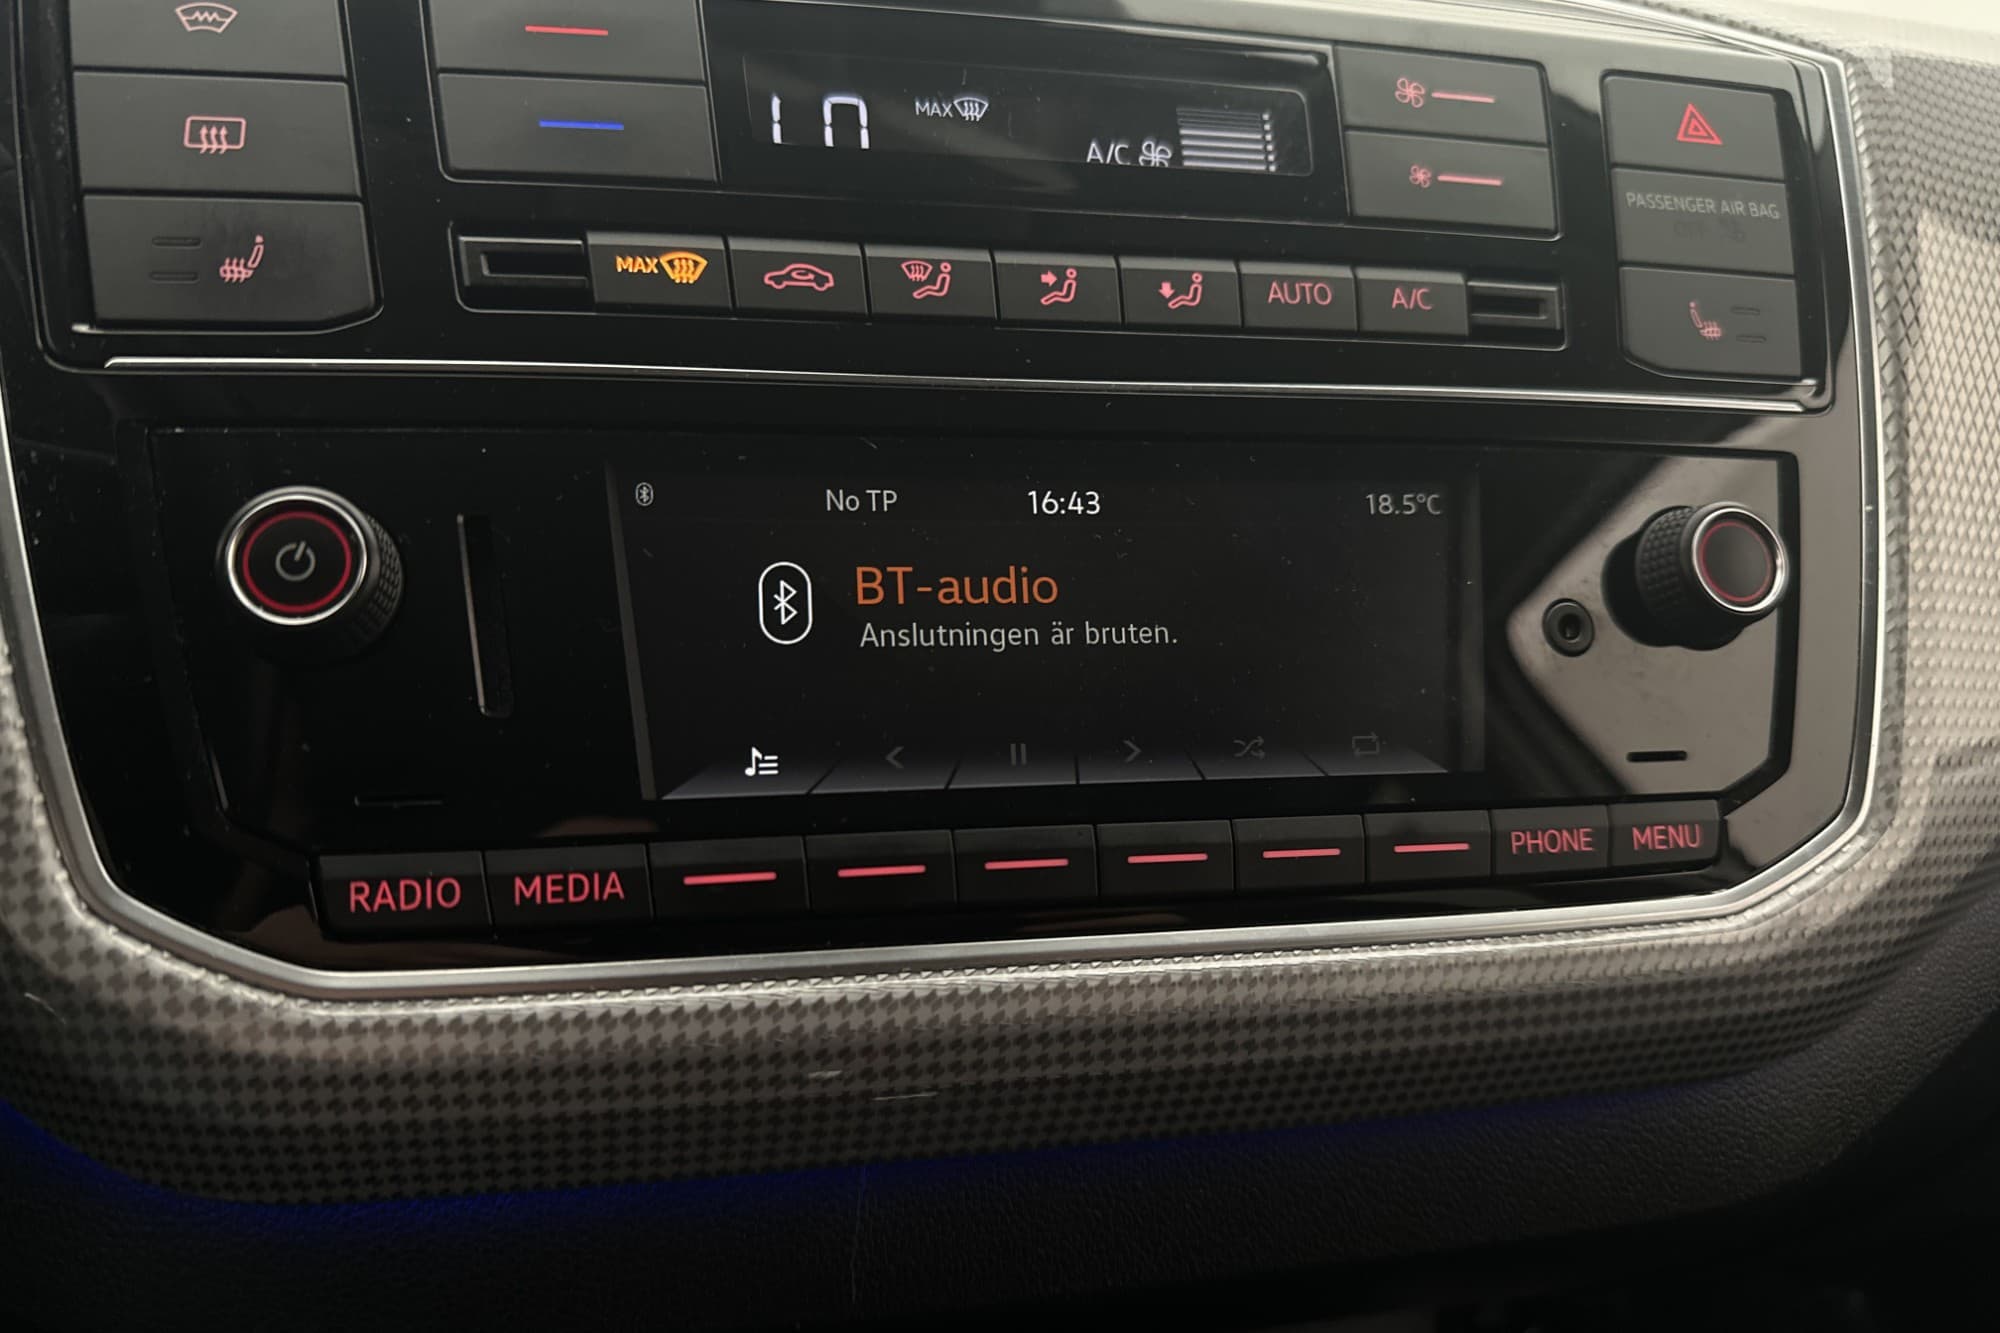 MAX
A/C
PASSENGER AIR BAG
MAX
AUTO
A/C
No TP 16:43 18.5°C
BT-audio
Anslutningen är bruten.
RADIO MEDIA PHONE MENU